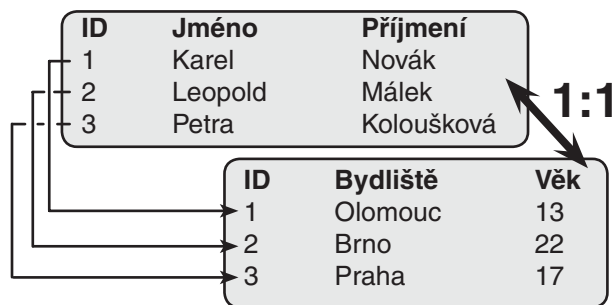 ID Jméno Příjmení
1 Karel Novák
2 Leopold Málek
3 Petra Koloušková
1:1
ID Bydliště Věk
1 Olomouc 13
2 Brno 22
3 Praha 17